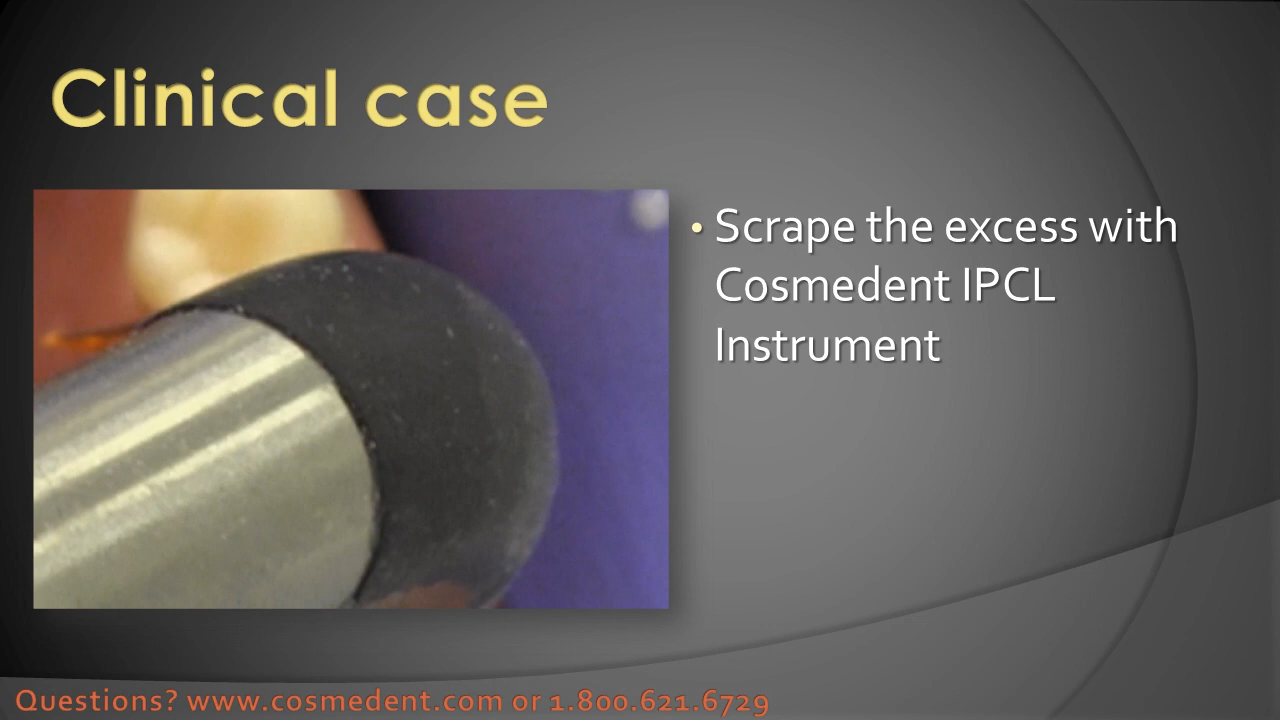 Clinical case
• Scrape the excess with
Cosmedent IPCL
Instrument
Questions? www.cosmedent.com or 1.800.621.6729